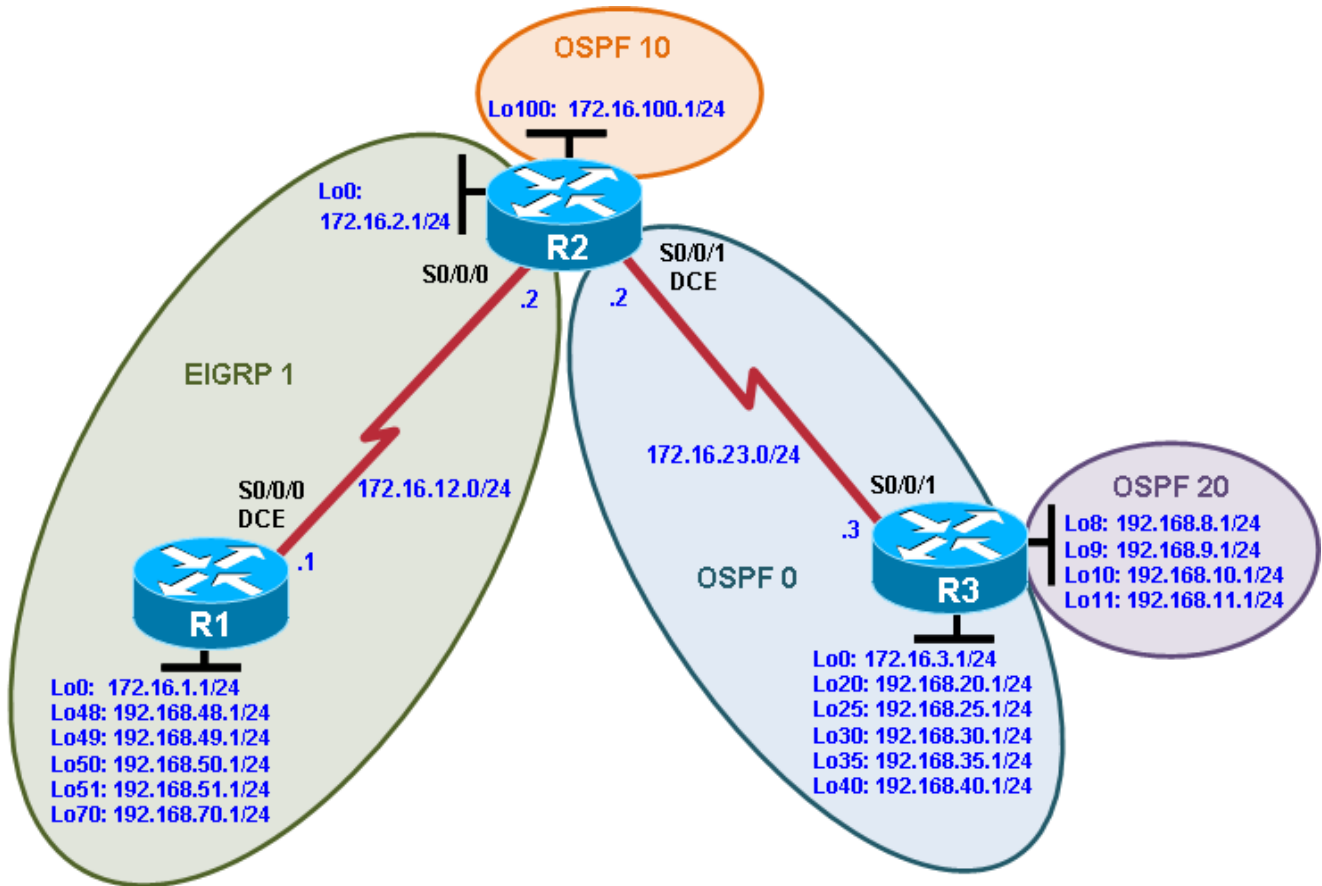 OSPF 10
Lo100: 172.16.100.1/24
Lo0:
172.16.2.1/24
R2
S0/0/0
.2
S0/0/1
DCE
.2
EIGRP 1
172.16.12.0/24
S0/0/0
DCE
.1
R1
Lo0: 172.16.1.1/24
Lo48: 192.168.48.1/24
Lo49: 192.168.49.1/24
Lo50: 192.168.50.1/24
Lo51: 192.168.51.1/24
Lo70: 192.168.70.1/24
172.16.23.0/24
S0/0/1
.3
OSPF 0
R3
OSPF 20
Lo8: 192.168.8.1/24
Lo9: 192.168.9.1/24
Lo10: 192.168.10.1/24
Lo11: 192.168.11.1/24
Lo0: 172.16.3.1/24
Lo20: 192.168.20.1/24
Lo25: 192.168.25.1/24
Lo30: 192.168.30.1/24
Lo35: 192.168.35.1/24
Lo40: 192.168.40.1/24